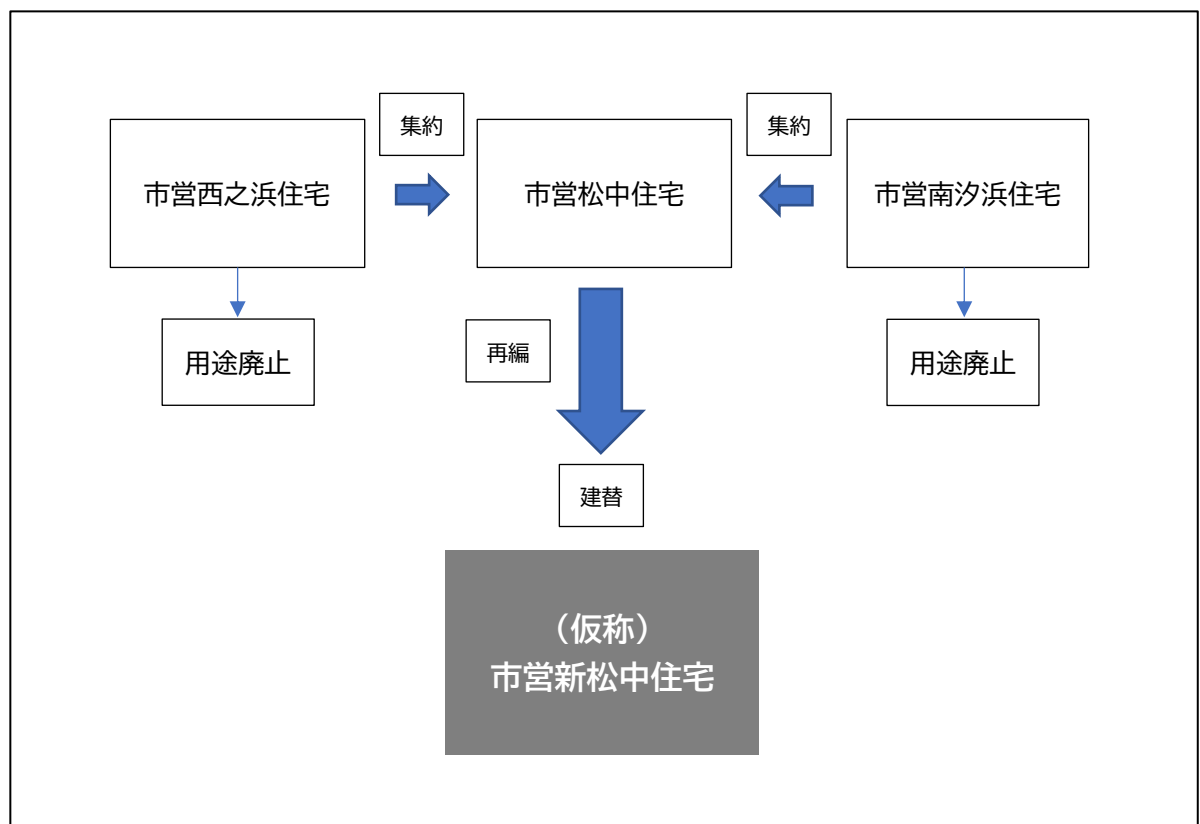 集約
集約
市営西之浜住宅
市営松中住宅
市営南汐浜住宅
用途廃止
再編
用途廃止
建替
（仮称）
市営新松中住宅